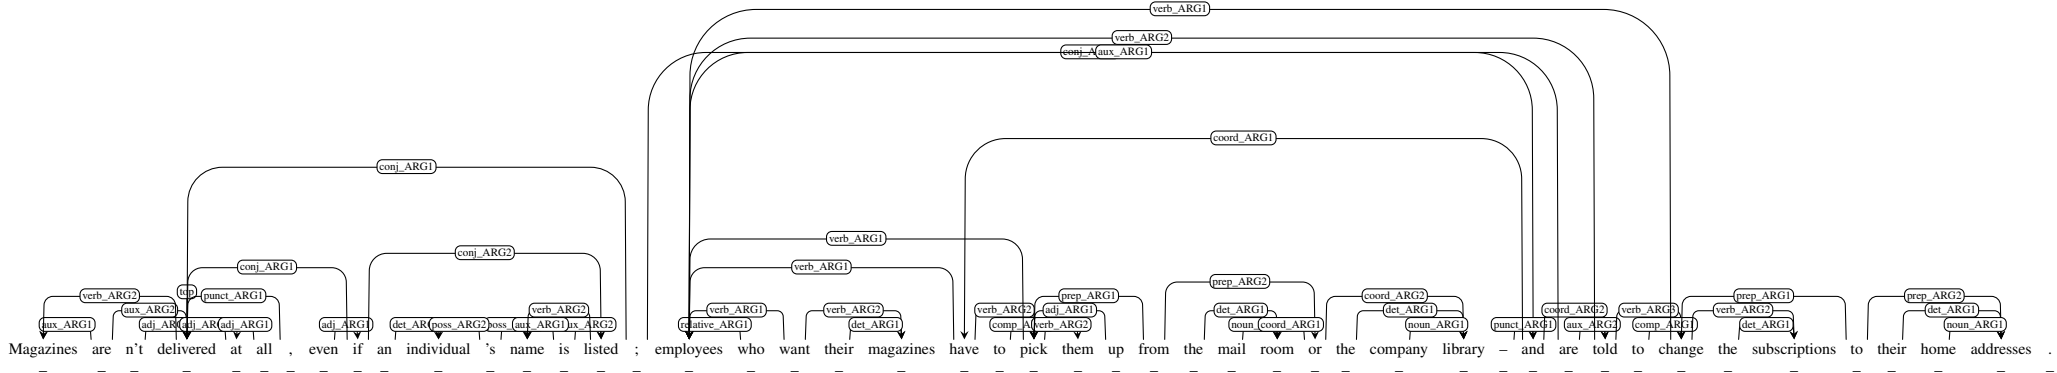 verb_ARG1
verb_ARG2
conj_A aux_ARG1
coord_ARG1
conj_ARG1
verb_ARG1
conj_ARG2
conj_ARG1 verb_ARG1
prep_ARG2
verb_ARG2 top punct_ARG1 prep_ARG1 coord_ARG2 prep_ARG1 prep_ARG2
aux_ARG2 verb_ARG2 verb_ARG1 verb_ARG2 verb_ARG2 adj_ARG1 det_ARG1 det_ARG1 coord_ARG2 verb_ARG3 verb_ARG2 det_ARG1
aux_ARG1 adj_ARG1 adj_ARG1 adj_ARG1 det_ARG1 poss_ARG2 aux_ARG1 relative_ARG1 det_ARG1 verb_ARG2 coord_ARG1 noun_ARG1 punct_ARG1 aux_ARG2 comp_ARG1 det_ARG1 noun_ARG1
Magazines are n't delivered at all , even if an individual 's name is listed ; employees who want their magazines have to pick them up from the mail room or the company library – and are told to change the subscriptions to their home addresses .
_ _ _ _ _ _ _ _ _ _ _ _ _ _ _ _ _ _ _ _ _ _ _ _ _ _ _ _ _ _ _ _ _ _ _ _ _ _ _ _ _ _ _ _ _ _ _